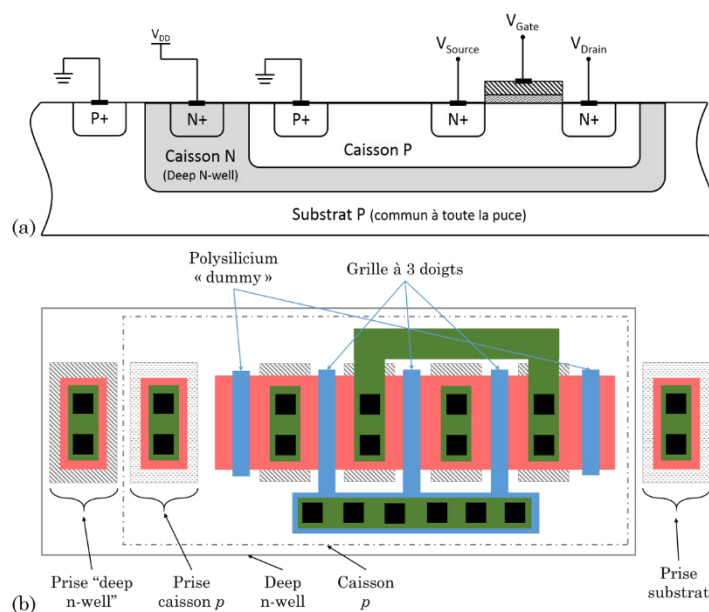 V_DD
V_Source
V_Gate
V_Drain
P+
N+
P+
N+
N+
Caisson N
(Deep N-well)
Caisson P
Substrat P (commun à toute la puce)
(a)
Polysilicium
« dummy »
Grille à 3 doigts
Prise “deep
n-well”
Prise
caisson p
Deep
n-well
Caisson
p
Prise
substrat
(b)